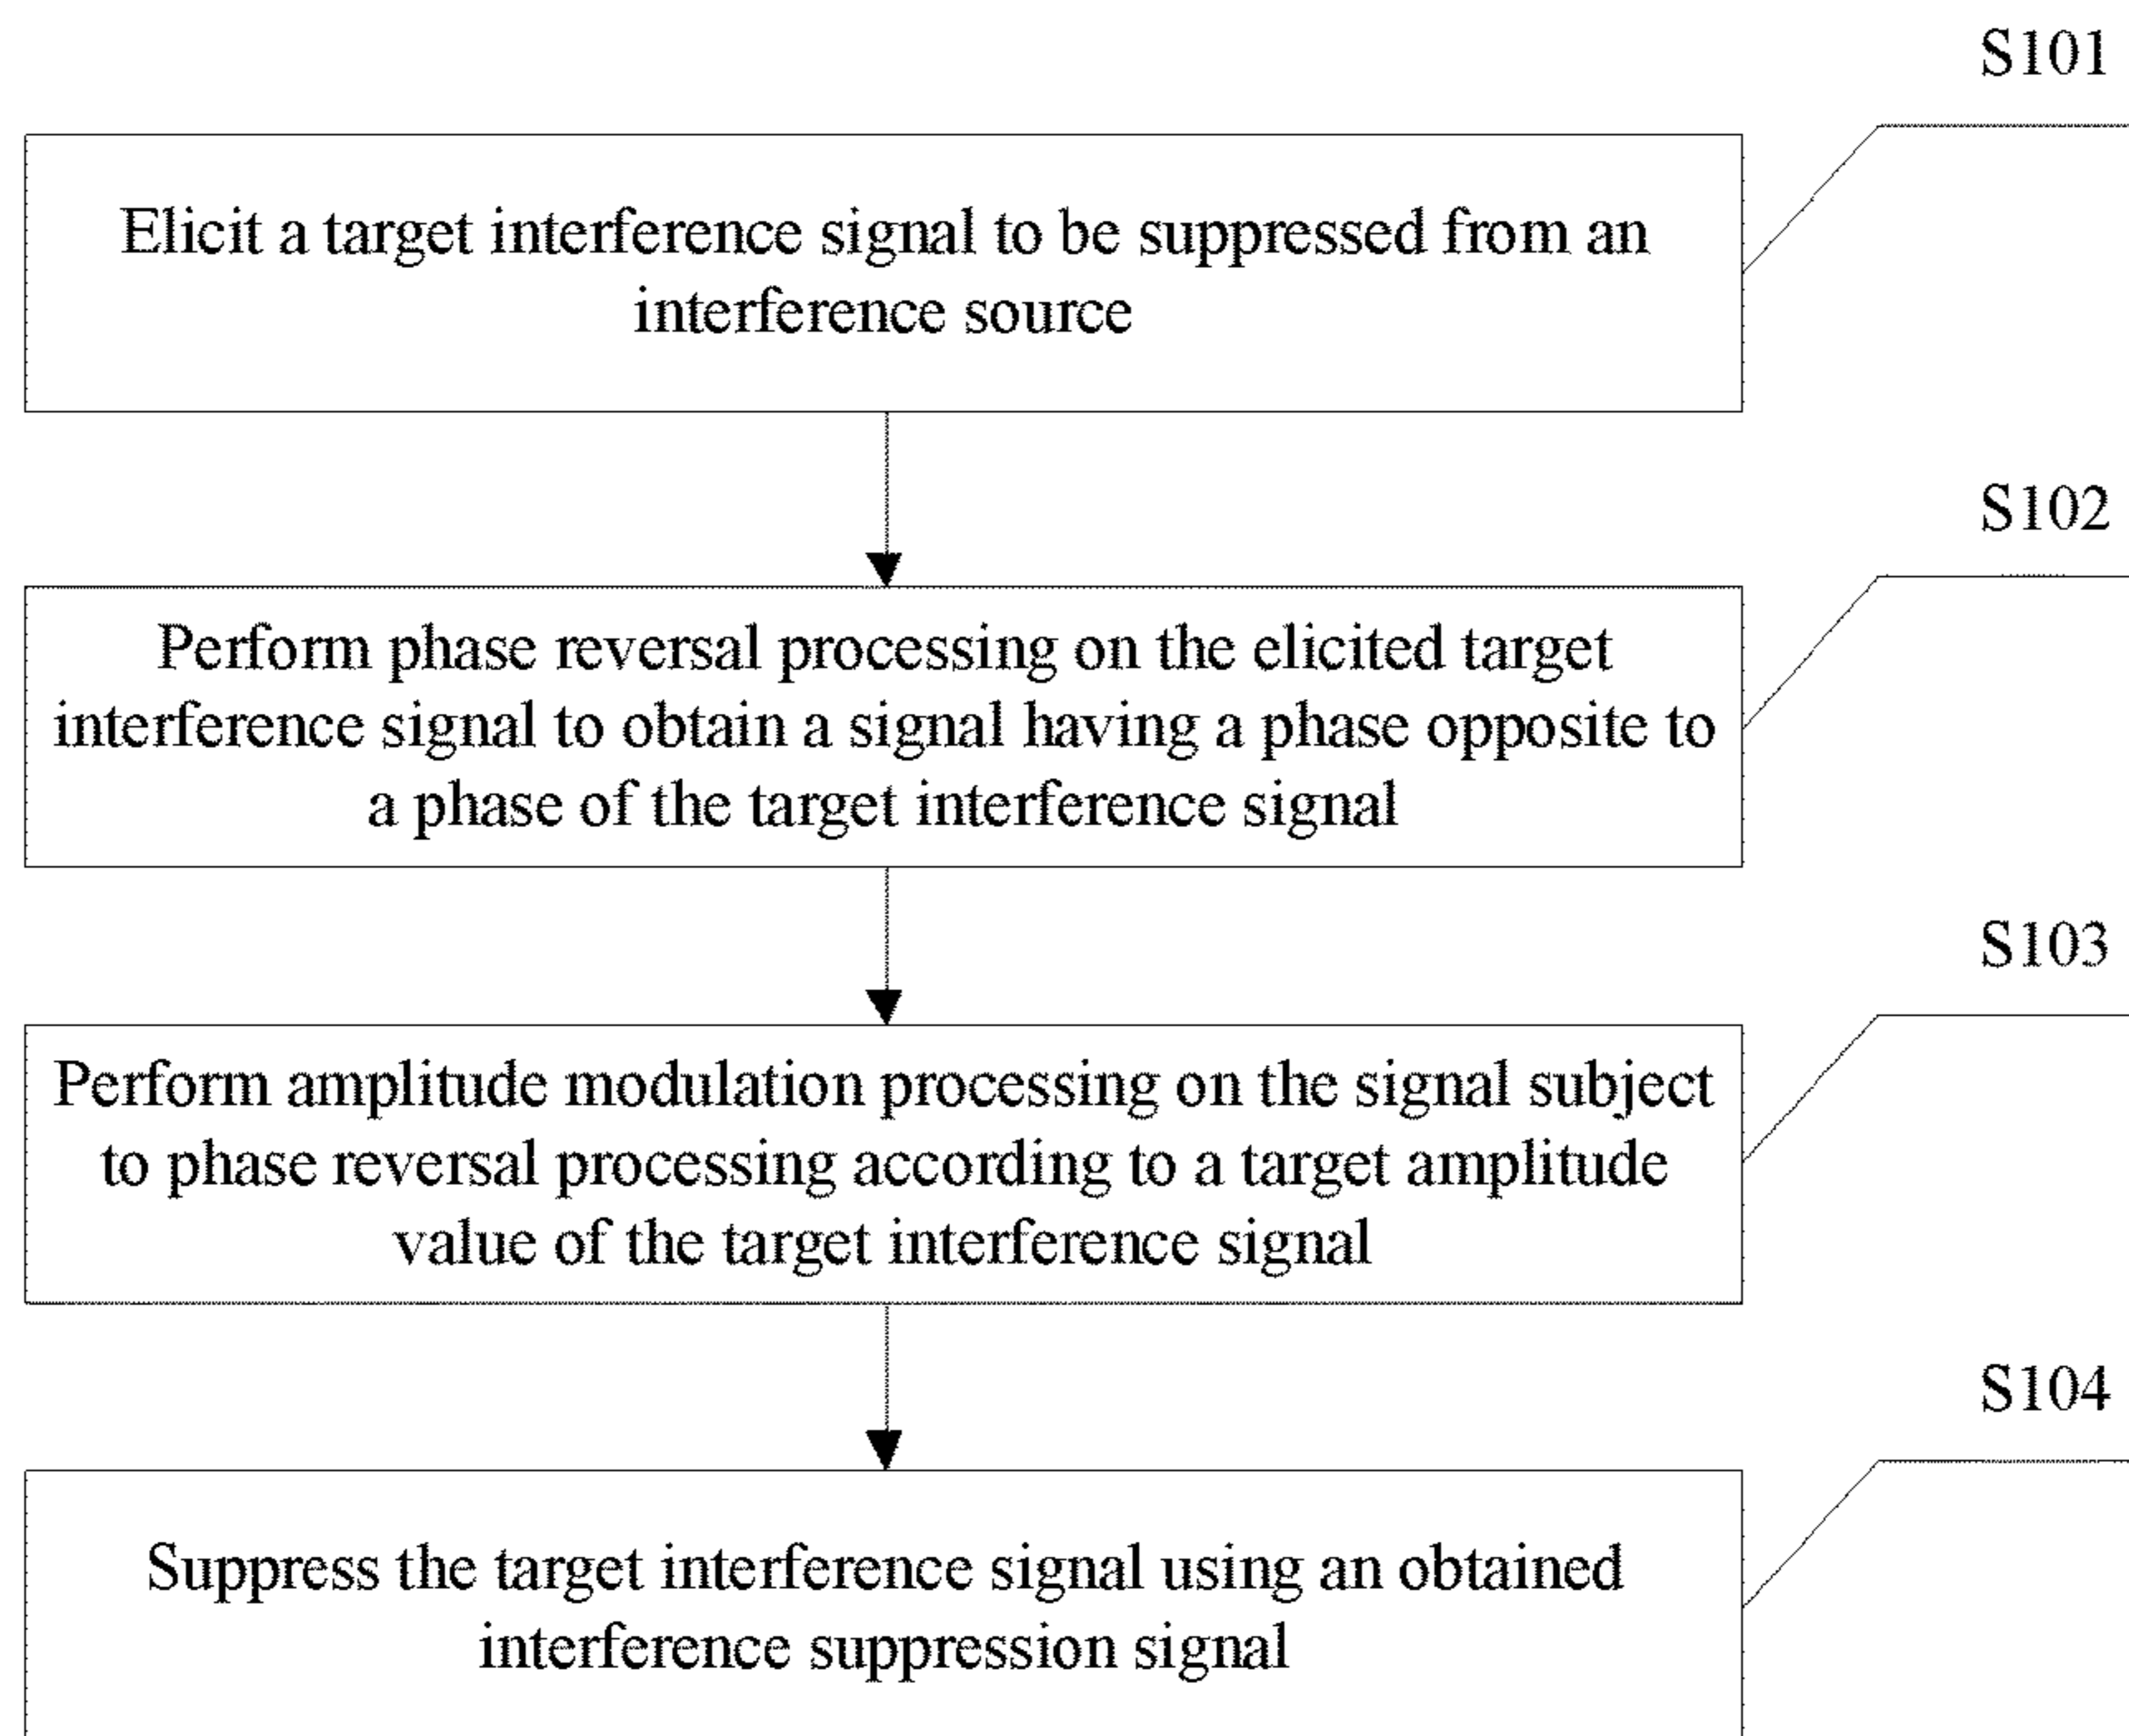 S101
Elicit a target interference signal to be suppressed from an
interference source
S102
Perform phase reversal processing on the elicited target
interference signal to obtain a signal having a phase opposite to
a phase of the target interference signal
S103
Perform amplitude modulation processing on the signal subject
to phase reversal processing according to a target amplitude
value of the target interference signal
S104
Suppress the target interference signal using an obtained
interference suppression signal